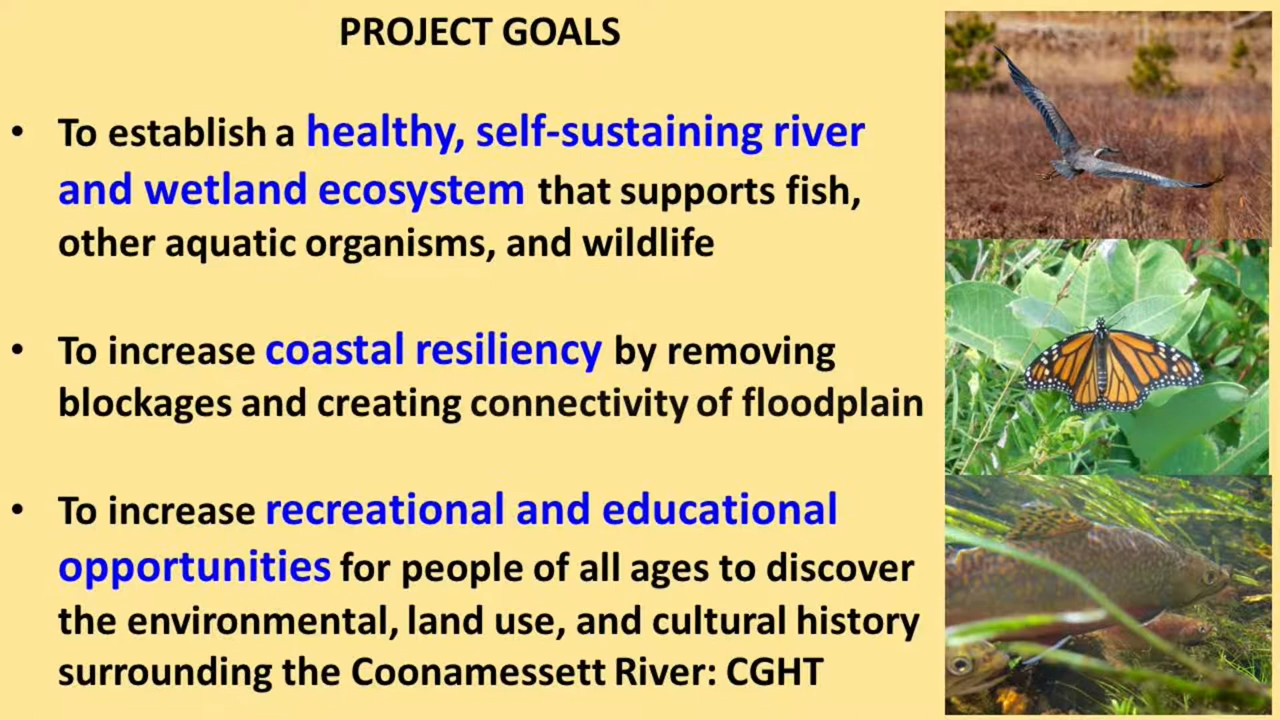 PROJECT GOALS
• To establish a healthy, self-sustaining river
and wetland ecosystem that supports fish,
other aquatic organisms, and wildlife
• To increase coastal resiliency by removing
blockages and creating connectivity of floodplain
• To increase recreational and educational
opportunities for people of all ages to discover
the environmental, land use, and cultural history
surrounding the Coonamessett River: CGHT